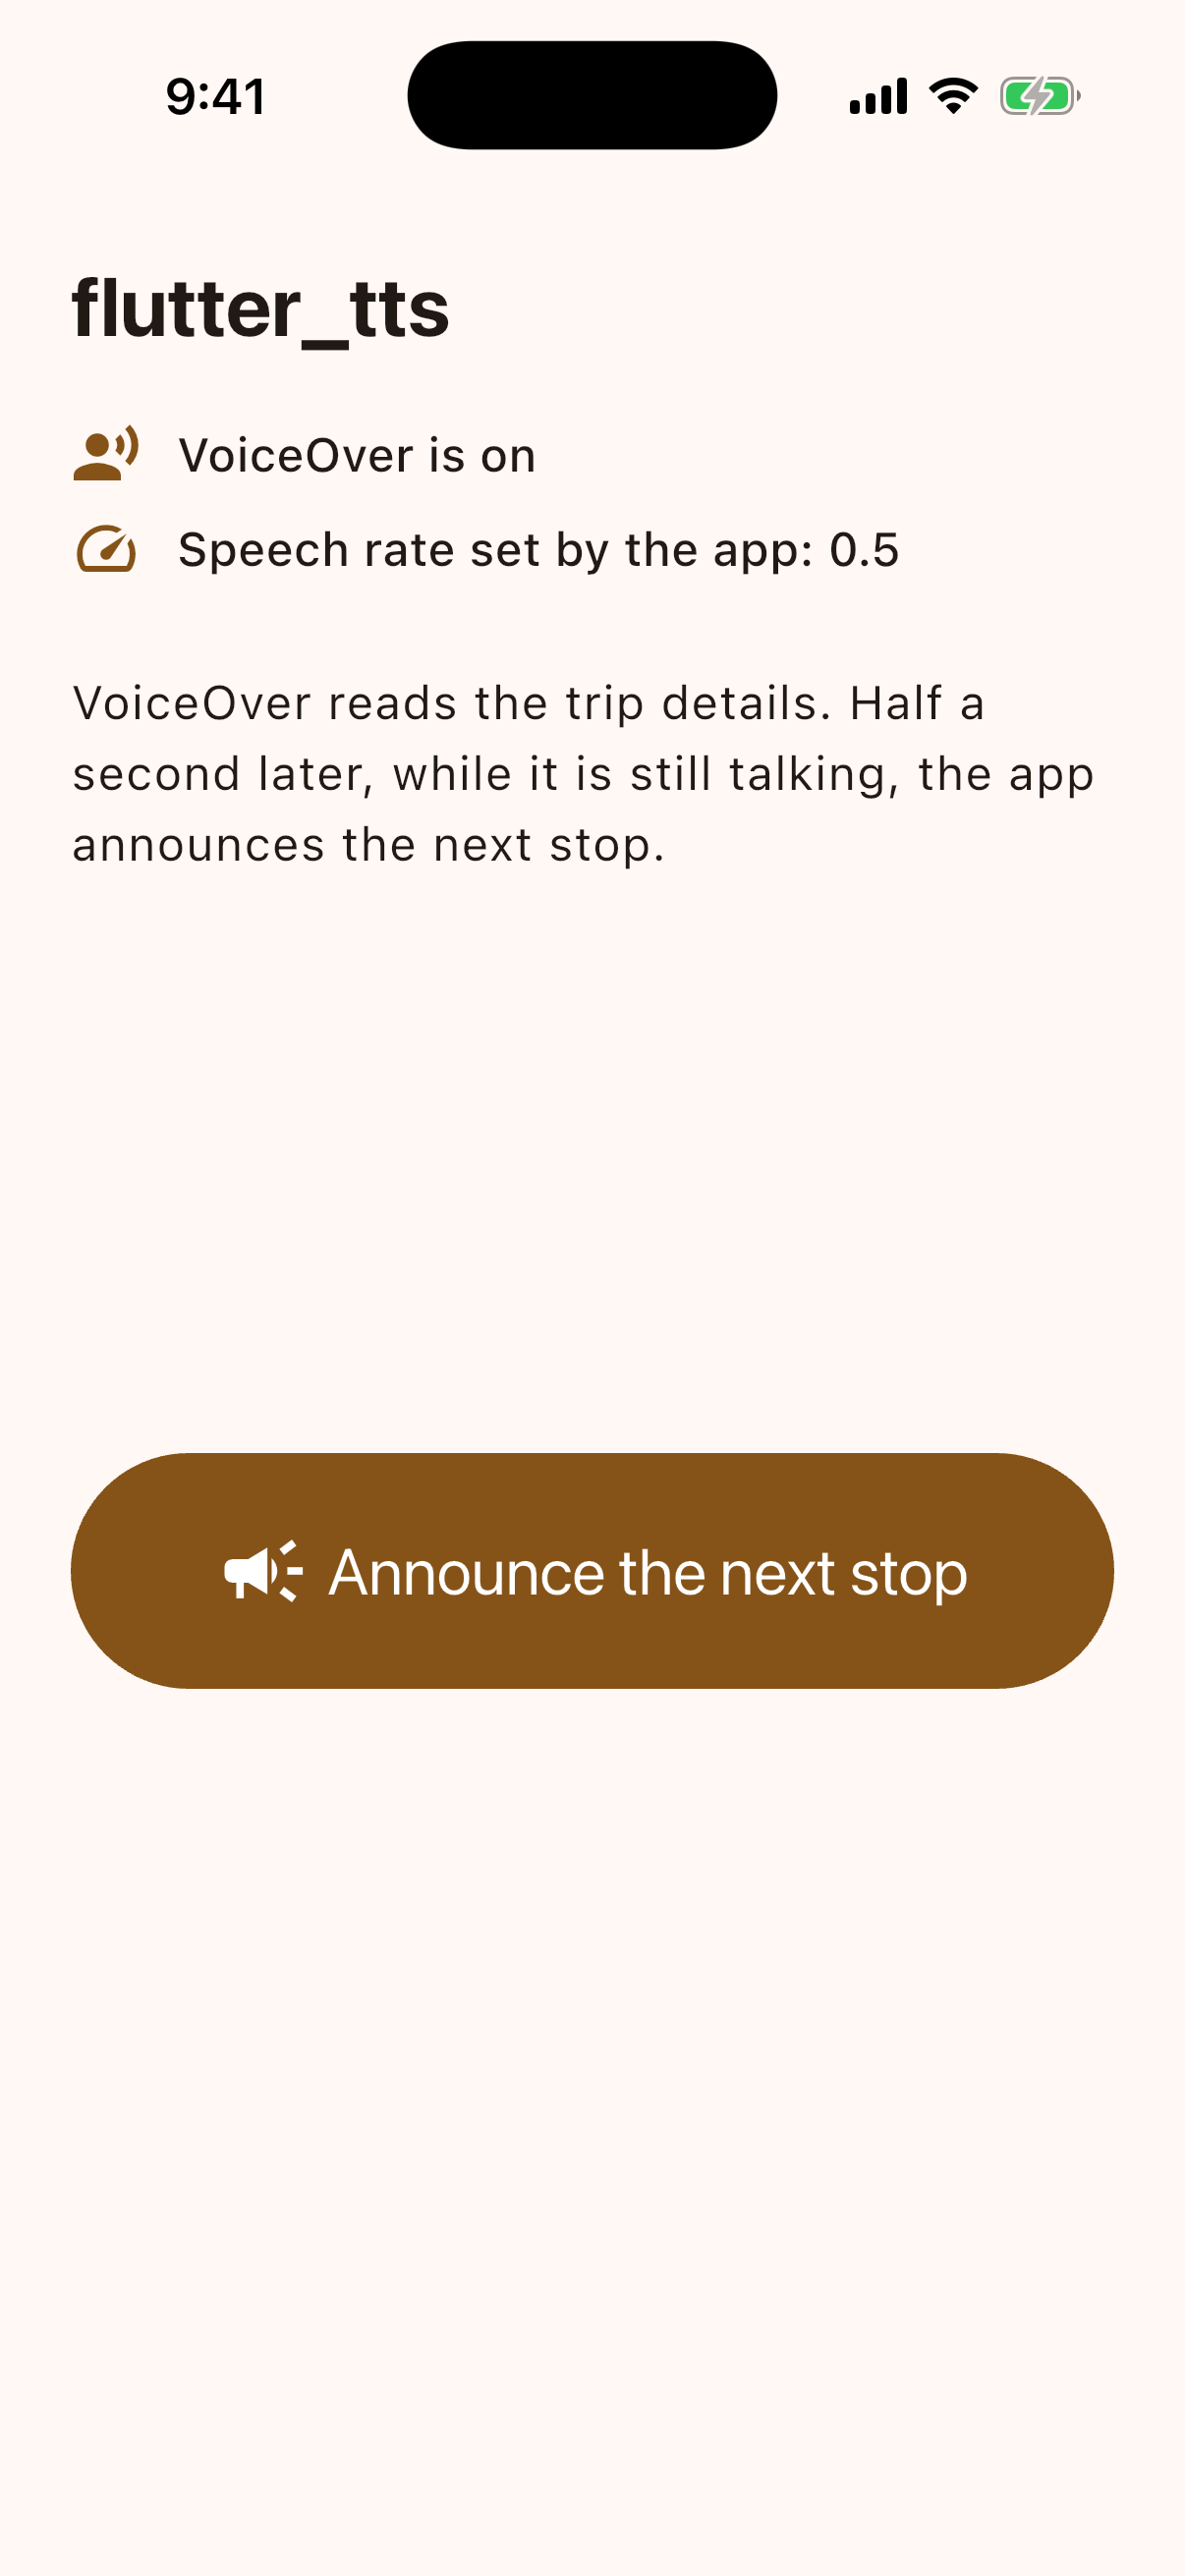 9:41
flutter_tts
VoiceOver is on
Speech rate set by the app: 0.5
VoiceOver reads the trip details. Half a
second later, while it is still talking, the app
announces the next stop.
Announce the next stop